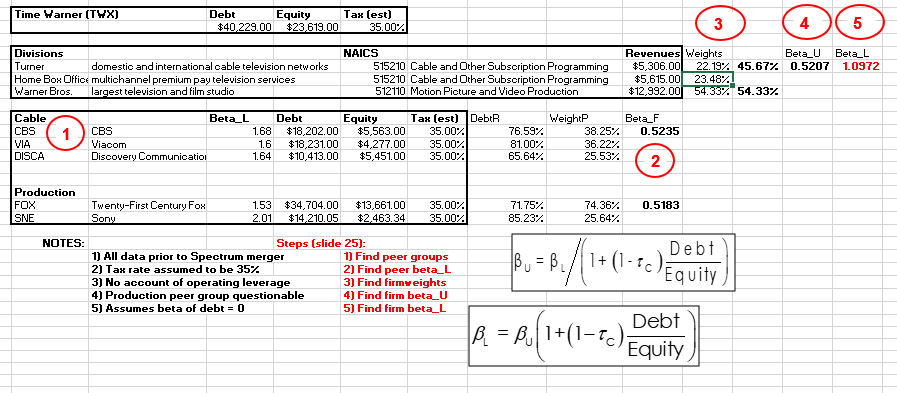 Time Warner (TWX) Debt Equity Tax (est)
$40,229.00 $23,619.00 35.00%
3 4 5
Divisions NAICS Revenues Weights Beta_U Beta_L
Turner domestic and international cable television networks 515210 Cable and Other Subscription Programming $5,306.00 22.19% 45.67% 0.5207 1.0972
Home Box Office multichannel premium pay television services 515210 Cable and Other Subscription Programming $5,615.00 23.48%
Warner Bros. largest television and film studio 512110 Motion Picture and Video Production $12,992.00 54.33% 54.33%
Cable Beta_L Debt Equity Tax (est) DebtR WeightP Beta_F
CBS 1 CBS 1.68 $18,202.00 $5,563.00 35.00% 76.59% 38.25% 0.5235
VIA Viacom 1.6 $18,231.00 $4,277.00 35.00% 81.00% 36.22%
DISCA Discovery Communication 1.64 $10,413.00 $5,451.00 35.00% 65.64% 25.53% 2
Production
FOX Twenty-First Century Fox 1.53 $34,704.00 $13,661.00 35.00% 71.75% 74.36% 0.5183
SNE Sony 2.01 $14,210.05 $2,463.34 35.00% 85.23% 25.64%
NOTES: Steps (slide 25):
1) All data prior to Spectrum merger 1) Find peer groups
2) Tax rate assumed to be 35% 2) Find peer beta_L
3) No account of operating leverage 3) Find firmweights
4) Production peer group questionable 4) Find firm beta_U
5) Assumes beta of debt = 0 5) Find firm beta_L
β_U = β_L / (1 + (1 - τ_C) Debt / Equity)
β_L = β_U (1 + (1 − τ_C) Debt / Equity)